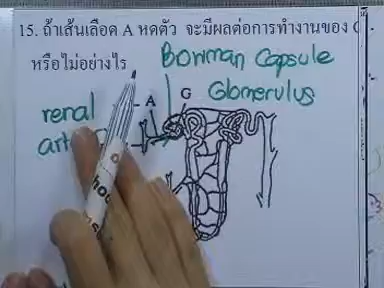 15. ถ้าเส้นเลือด A หดตัว จะมีผลต่อการทำงานของ
หรือไม่อย่างไร
Bowman Capsule
G
Glomerulus
renal
A